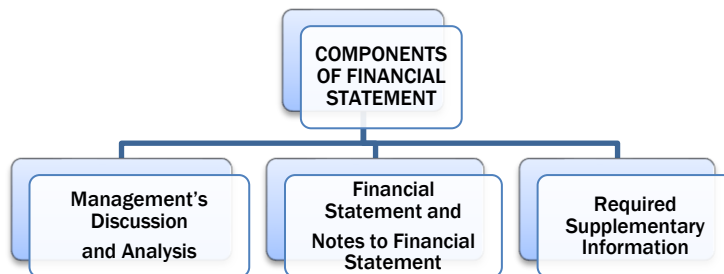 COMPONENTS
OF FINANCIAL
STATEMENT
Management’s
Discussion
and Analysis
Financial
Statement and
Notes to Financial
Statement
Required
Supplementary
Information